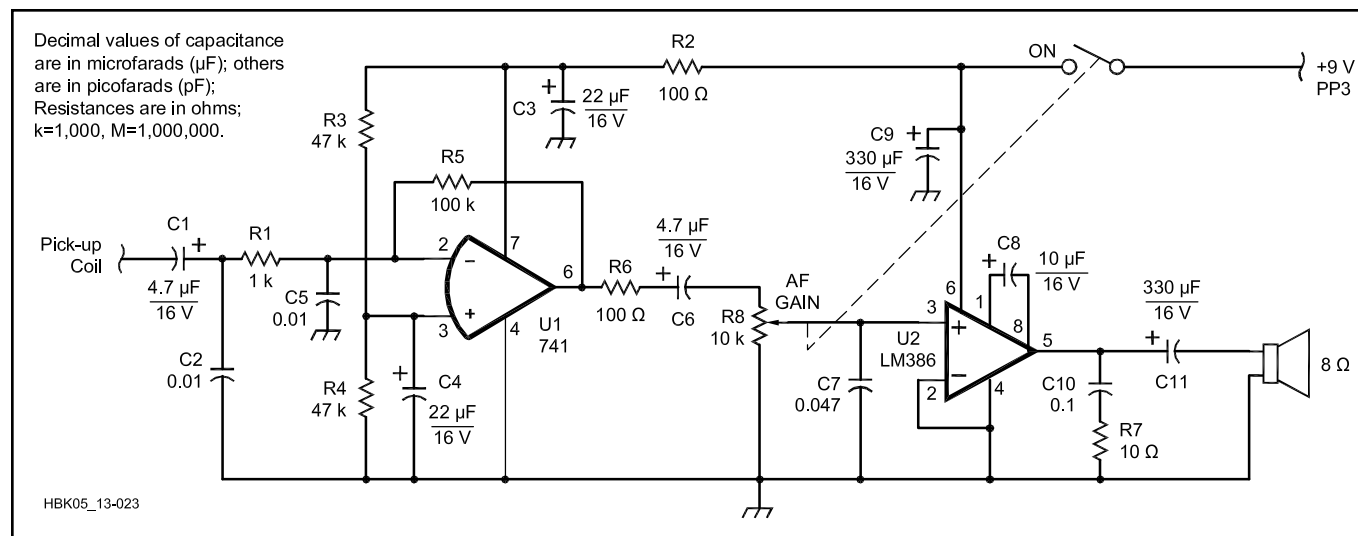 Decimal values of capacitance
are in microfarads (µF); others
are in picofarads (pF);
Resistances are in ohms;
k=1,000, M=1,000,000.
R2
100 Ω
ON
+9 V
PP3
R3
47 k
C3
+
22 µF
16 V
C9
+
330 µF
16 V
R5
100 k
Pick-up
Coil
C1
+
4.7 µF
16 V
R1
1 k
C5
0.01
2
−
7
6
+
3
4
U1
741
R6
100 Ω
4.7 µF
16 V
+
C6
AF
GAIN
R8
10 k
C8
+
10 µF
16 V
6
1
8
3
+
−
2
4
5
U2
LM386
330 µF
16 V
+
C11
8 Ω
C2
0.01
R4
47 k
+
C4
22 µF
16 V
C7
0.047
C10
0.1
R7
10 Ω
HBK05_13-023